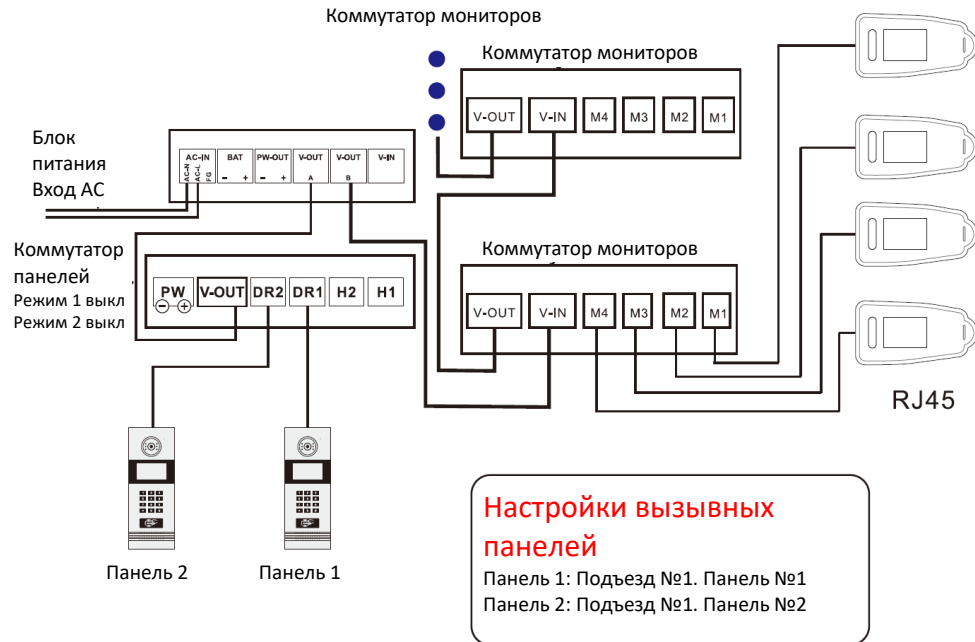 Коммутатор мониторов
Коммутатор мониторов
V-OUT V-IN M4 M3 M2 M1
Блок
питания
Вход AC
AC-IN BAT PW-OUT V-OUT V-OUT V-IN
AC-N AC-L FG − + − + A B
Коммутатор
панелей
Режим 1 выкл
Режим 2 выкл
PW V-OUT DR2 DR1 H2 H1
− +
Коммутатор мониторов
V-OUT V-IN M4 M3 M2 M1
RJ45
Панель 2
Панель 1
Настройки вызывных
панелей
Панель 1: Подъезд №1. Панель №1
Панель 2: Подъезд №1. Панель №2